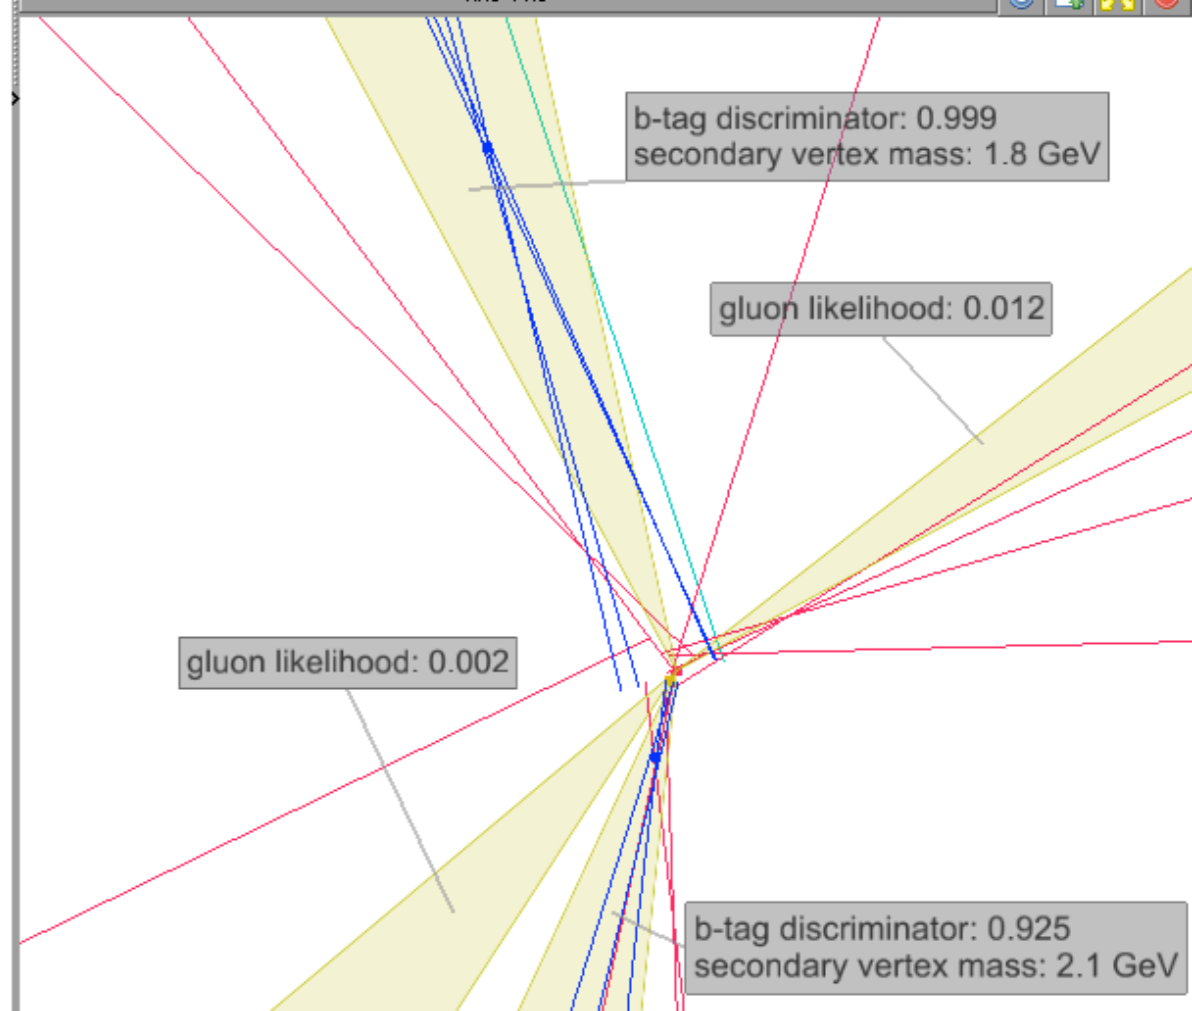 b-tag discriminator: 0.999
secondary vertex mass: 1.8 GeV
gluon likelihood: 0.012
gluon likelihood: 0.002
b-tag discriminator: 0.925
secondary vertex mass: 2.1 GeV